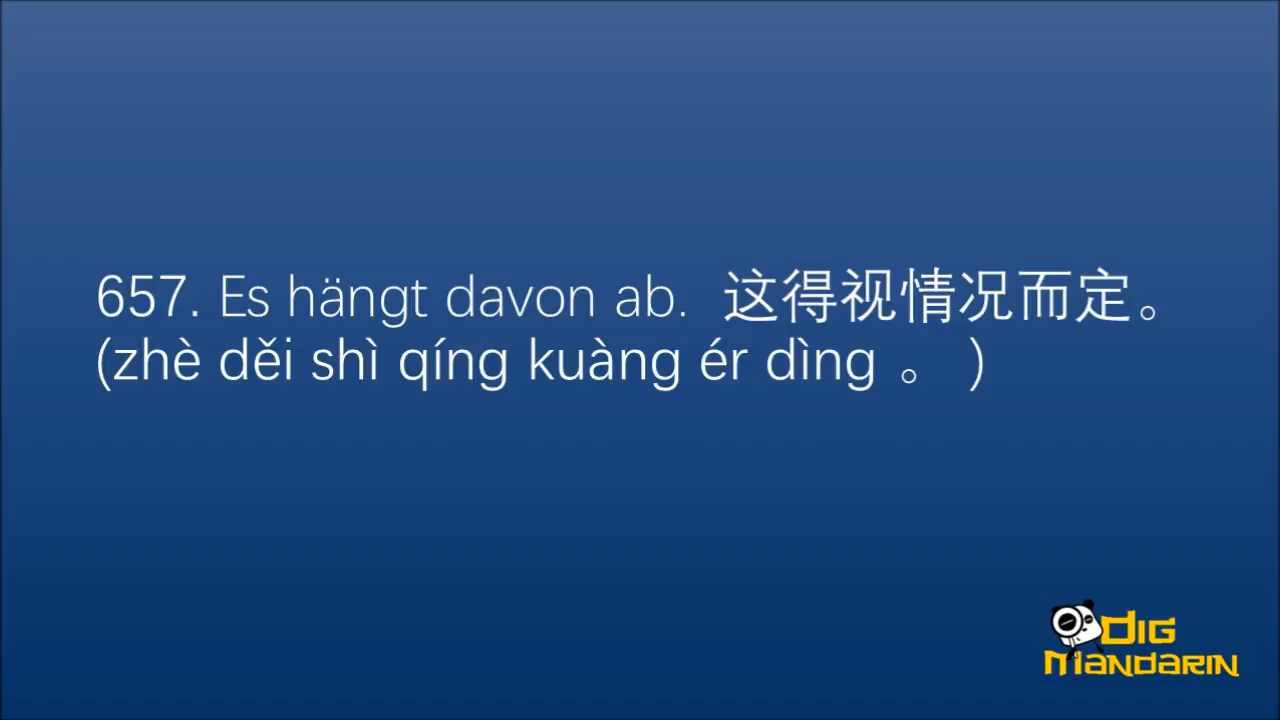 657. Es hängt davon ab. 这得视情况而定。
(zhè děi shì qíng kuàng ér dìng 。 )
DIG
MANDARIN